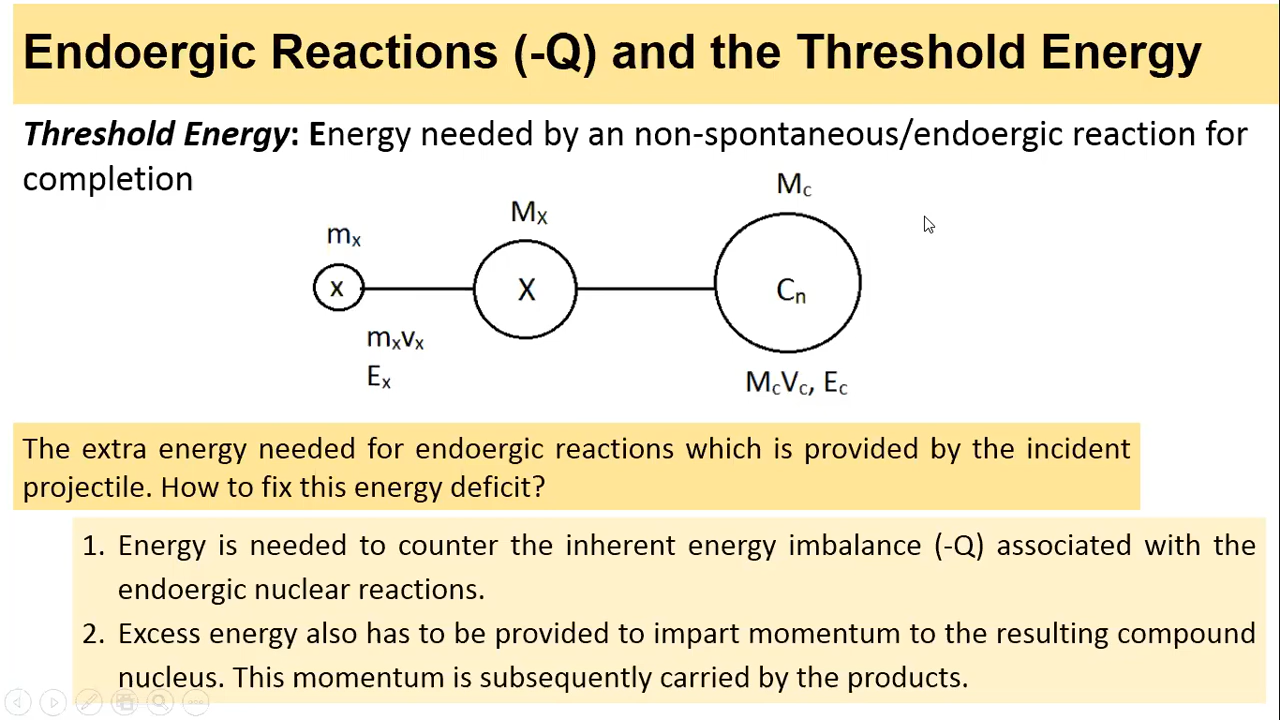 Endoergic Reactions (-Q) and the Threshold Energy
Threshold Energy: Energy needed by an non-spontaneous/endoergic reaction for
completion
mx
MX
Mc
x
X
Cn
mxvx
Ex
McVc, Ec
The extra energy needed for endoergic reactions which is provided by the incident
projectile. How to fix this energy deficit?
1. Energy is needed to counter the inherent energy imbalance (-Q) associated with the
endoergic nuclear reactions.
2. Excess energy also has to be provided to impart momentum to the resulting compound
nucleus. This momentum is subsequently carried by the products.